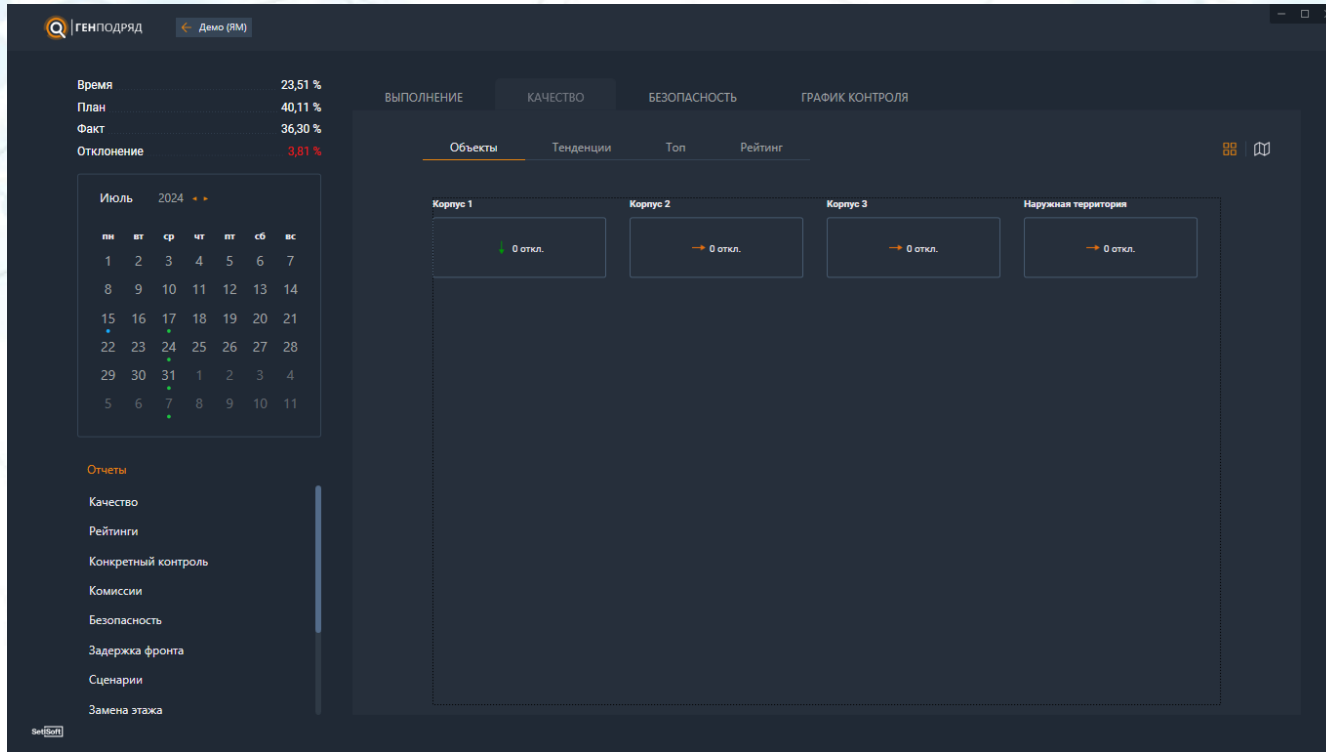 ГЕНПОДРЯД
Демо (ЯМ)
Время 23,51 %
План 40,11 %
Факт 36,30 %
Отклонение 3,81 %
Июль 2024
пн вт ср чт пт сб вс
1 2 3 4 5 6 7
8 9 10 11 12 13 14
15 16 17 18 19 20 21
22 23 24 25 26 27 28
29 30 31 1 2 3 4
5 6 7 8 9 10 11
Отчеты
Качество
Рейтинги
Конкретный контроль
Комиссии
Безопасность
Задержка фронта
Сценарии
Замена этажа
ВЫПОЛНЕНИЕ КАЧЕСТВО БЕЗОПАСНОСТЬ ГРАФИК КОНТРОЛЯ
Объекты Тенденции Топ Рейтинг
Корпус 1 Корпус 2 Корпус 3 Наружная территория
0 откл. 0 откл. 0 откл. 0 откл.
SetlSoft